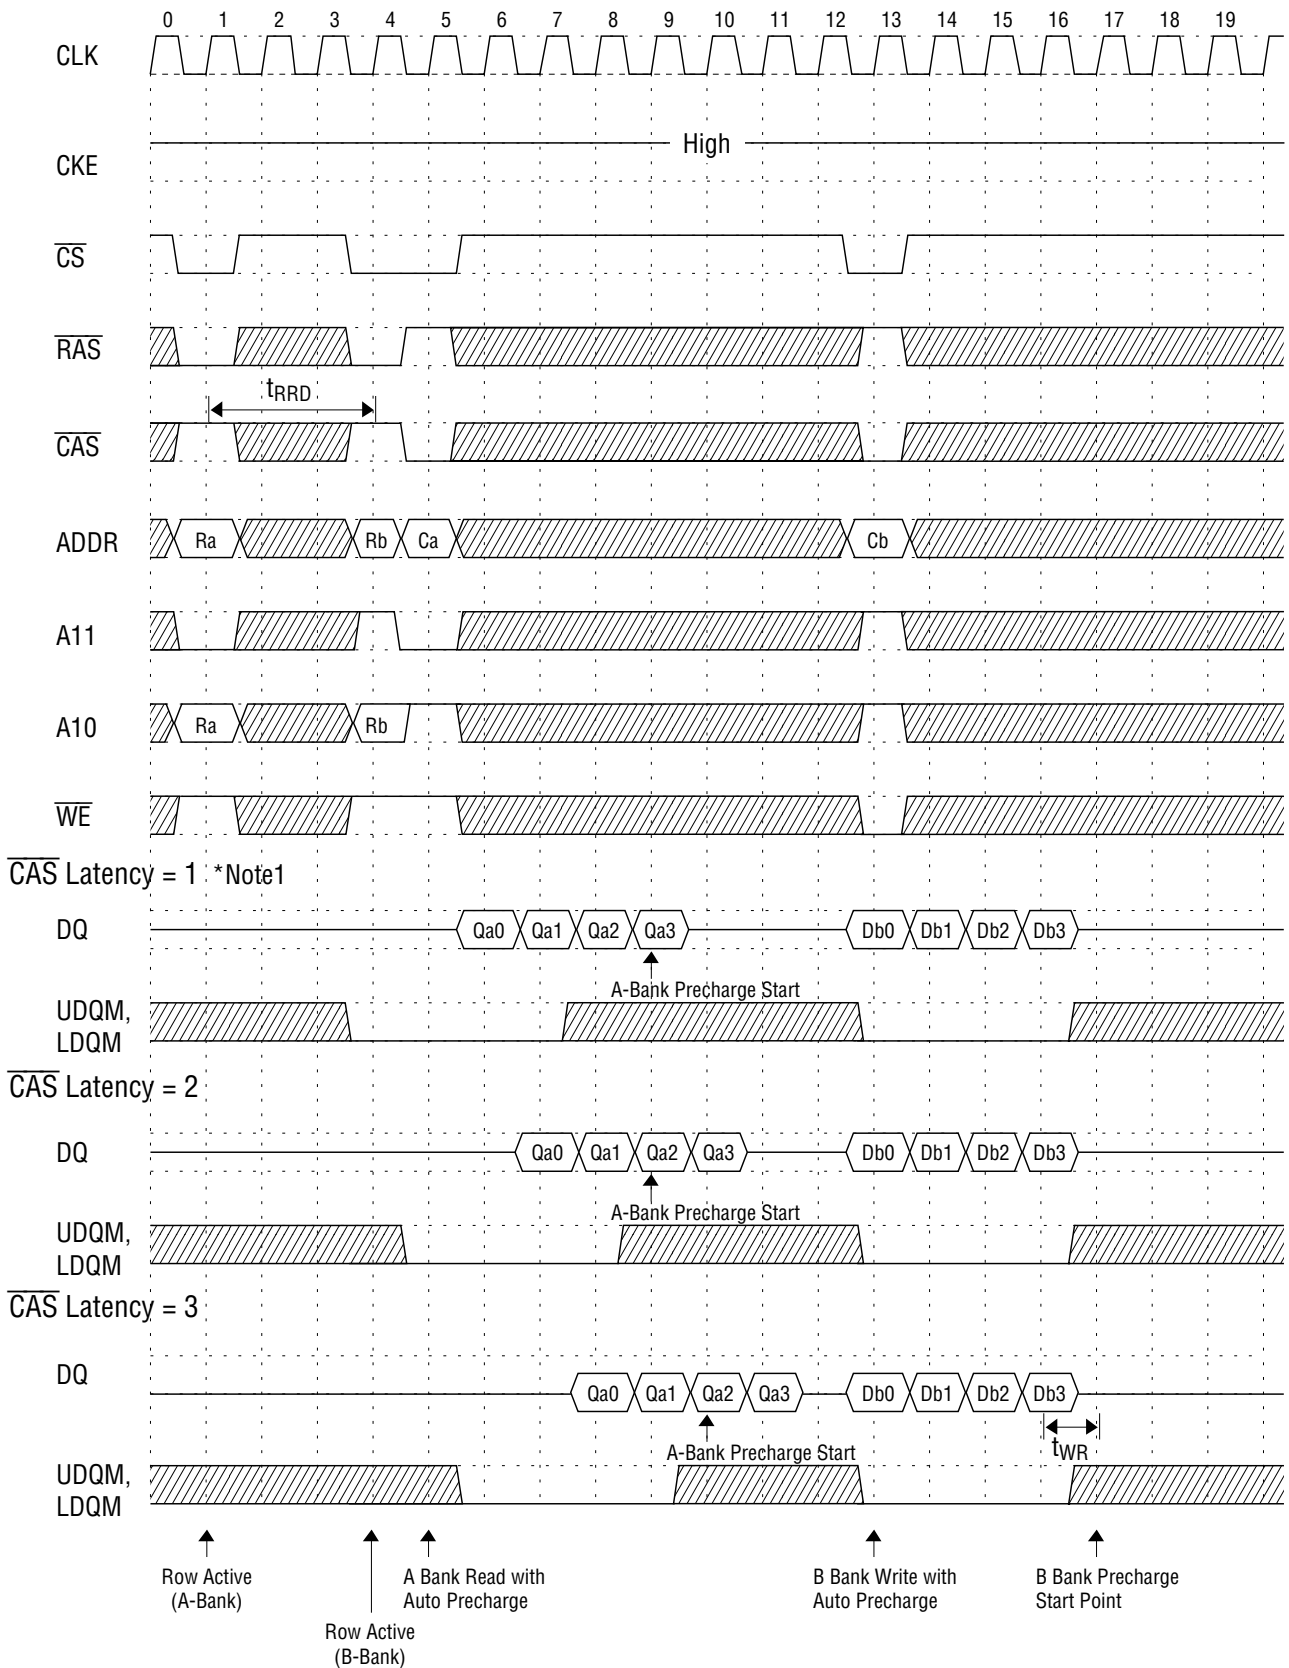 0 1 2 3 4 5 6 7 8 9 10 11 12 13 14 15 16 17 18 19
CLK
High
CKE
CS
RAS
tRRD
CAS
ADDR Ra Rb Ca Cb
A11
A10 Ra Rb
WE
CAS Latency = 1 *Note1
DQ Qa0 Qa1 Qa2 Qa3 Db0 Db1 Db2 Db3
A-Bank Precharge Start
UDQM,
LDQM
CAS Latency = 2
DQ Qa0 Qa1 Qa2 Qa3 Db0 Db1 Db2 Db3
A-Bank Precharge Start
UDQM,
LDQM
CAS Latency = 3
DQ Qa0 Qa1 Qa2 Qa3 Db0 Db1 Db2 Db3
A-Bank Precharge Start
tWR
UDQM,
LDQM
Row Active
(A-Bank)
Row Active
(B-Bank)
A Bank Read with
Auto Precharge
B Bank Write with
Auto Precharge
B Bank Precharge
Start Point